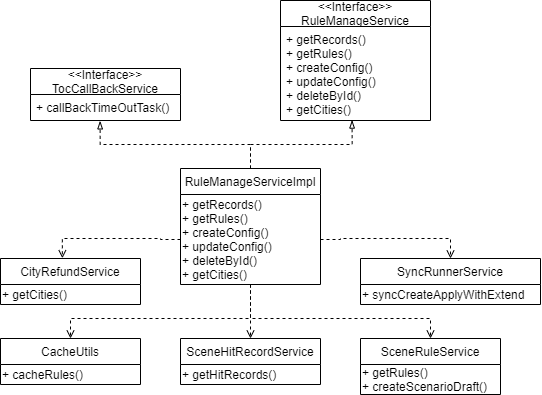 <<Interface>>
RuleManageService
+ getRecords()
+ getRules()
+ createConfig()
+ updateConfig()
+ deleteById()
+ getCities()
<<Interface>>
TocCallBackService
+ callBackTimeOutTask()
RuleManageServiceImpl
+ getRecords()
+ getRules()
+ createConfig()
+ updateConfig()
+ deleteById()
+ getCities()
CityRefundService
+ getCities()
SyncRunnerService
+ syncCreateApplyWithExtend
CacheUtils
+ cacheRules()
SceneHitRecordService
+ getHitRecords()
SceneRuleService
+ getRules()
+ createScenarioDraft()